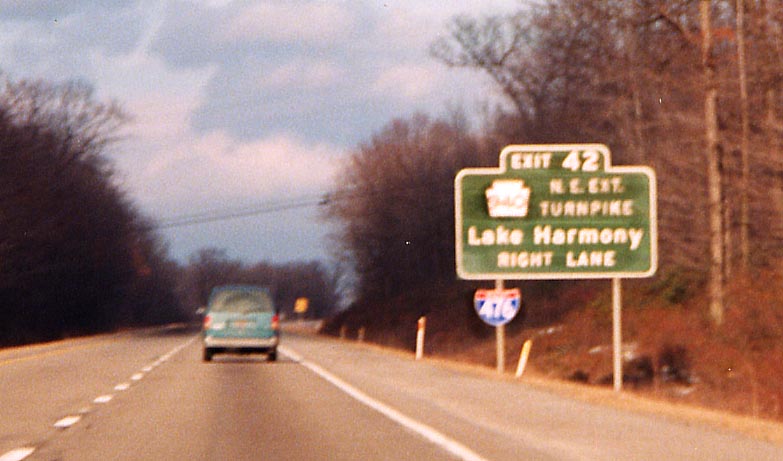 EXIT 42
940 N.E. EXT.
TURNPIKE
Lake Harmony
RIGHT LANE
476